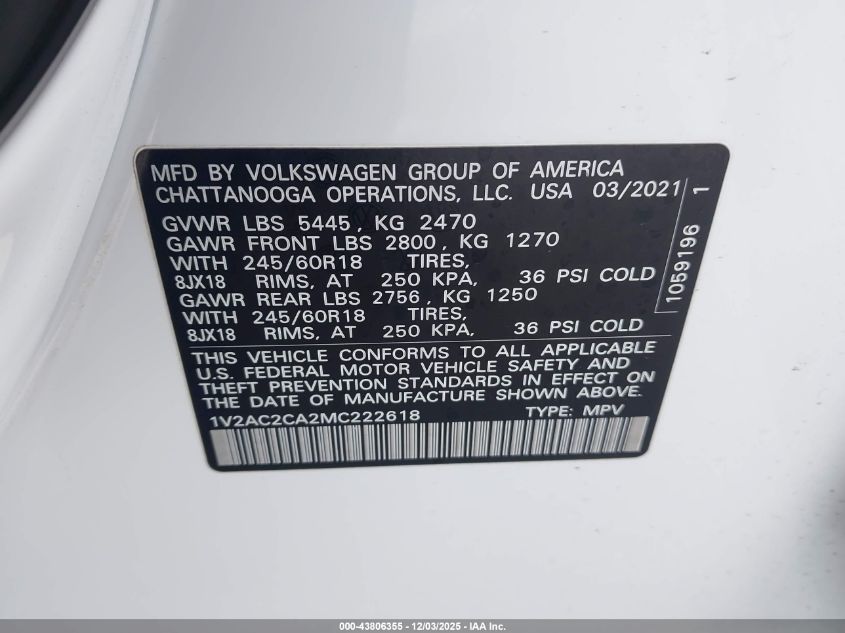 MFD BY VOLKSWAGEN GROUP OF AMERICA
CHATTANOOGA OPERATIONS, LLC. USA 03/2021
GVWR LBS 5445, KG 2470
GAWR FRONT LBS 2800, KG 1270
WITH 245/60R18 TIRES,
8JX18 RIMS, AT 250 KPA, 36 PSI COLD
GAWR REAR LBS 2756, KG 1250
WITH 245/60R18 TIRES,
8JX18 RIMS, AT 250 KPA, 36 PSI COLD
1059196 1
THIS VEHICLE CONFORMS TO ALL APPLICABLE
U.S. FEDERAL MOTOR VEHICLE SAFETY AND
THEFT PREVENTION STANDARDS IN EFFECT ON
THE DATE OF MANUFACTURE SHOWN ABOVE.
1V2AC2CA2MC222618 TYPE: MPV
000-43806355 - 12/03/2025 - IAA Inc.